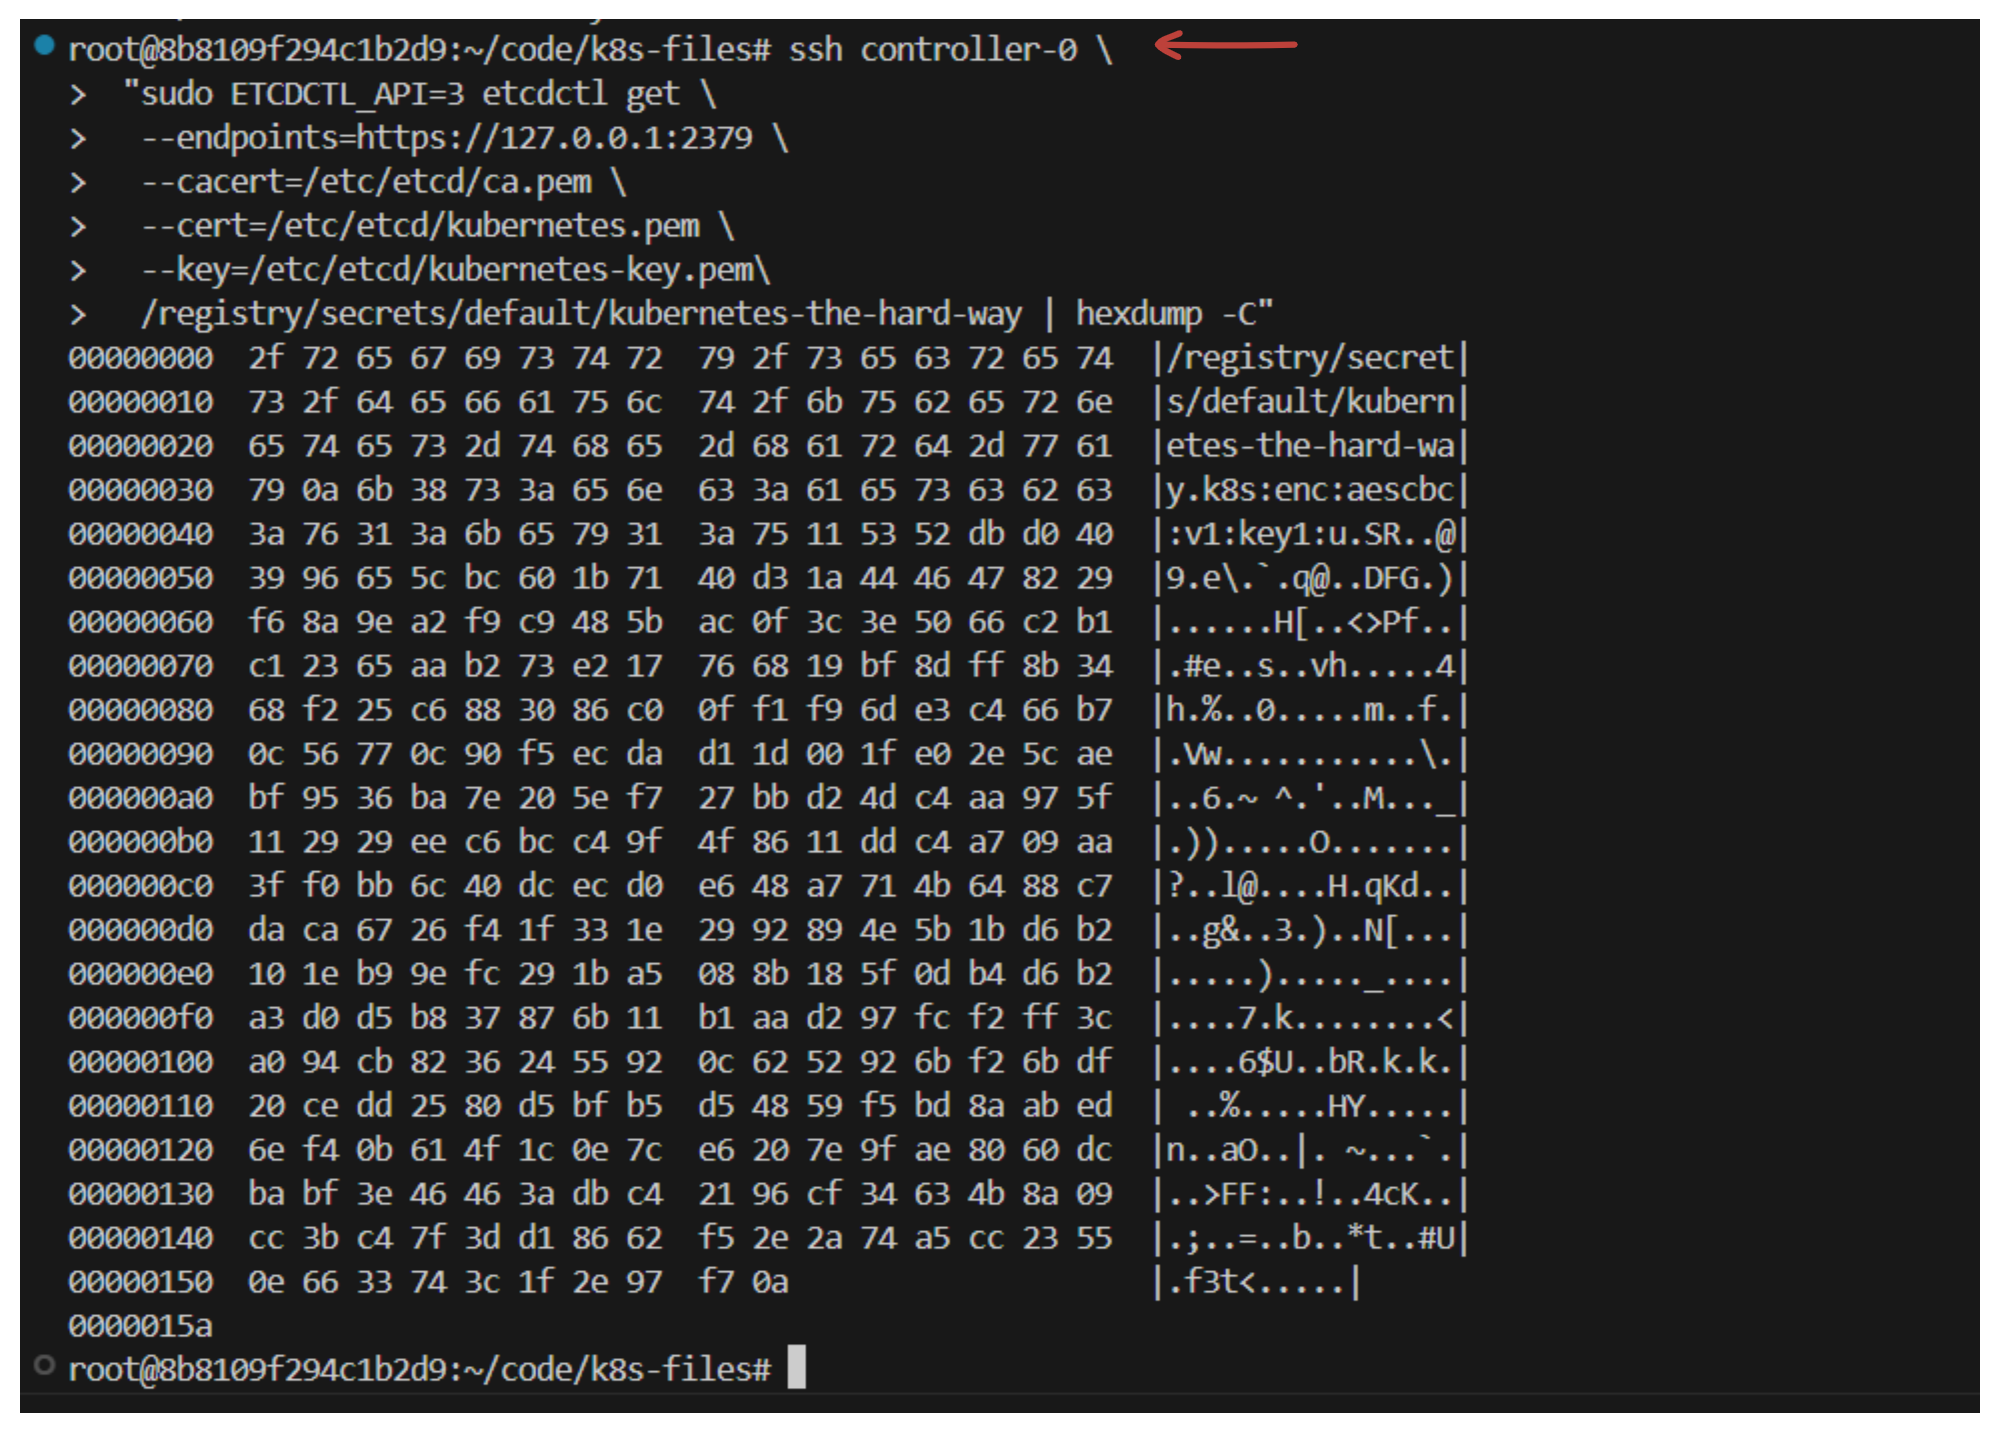 root@8b8109f294c1b2d9:~/code/k8s-files# ssh controller-0 \
>  "sudo ETCDCTL_API=3 etcdctl get \
>   --endpoints=https://127.0.0.1:2379 \
>   --cacert=/etc/etcd/ca.pem \
>   --cert=/etc/etcd/kubernetes.pem \
>   --key=/etc/etcd/kubernetes-key.pem\
>   /registry/secrets/default/kubernetes-the-hard-way | hexdump -C"
00000000  2f 72 65 67 69 73 74 72  79 2f 73 65 63 72 65 74  |/registry/secret|
00000010  73 2f 64 65 66 61 75 6c  74 2f 6b 75 62 65 72 6e  |s/default/kubern|
00000020  65 74 65 73 2d 74 68 65  2d 68 61 72 64 2d 77 61  |etes-the-hard-wa|
00000030  79 0a 6b 38 73 3a 65 6e  63 3a 61 65 73 63 62 63  |y.k8s:enc:aescbc|
00000040  3a 76 31 3a 6b 65 79 31  3a 75 11 53 52 db d0 40  |:v1:key1:u.SR..@|
00000050  39 96 65 5c bc 60 1b 71  40 d3 1a 44 46 47 82 29  |9.e\.`.q@..DFG.)|
00000060  f6 8a 9e a2 f9 c9 48 5b  ac 0f 3c 3e 50 66 c2 b1  |......H[..<>Pf..|
00000070  c1 23 65 aa b2 73 e2 17  76 68 19 bf 8d ff 8b 34  |.#e..s..vh.....4|
00000080  68 f2 25 c6 88 30 86 c0  0f f1 f9 6d e3 c4 66 b7  |h.%..0.....m..f.|
00000090  0c 56 77 0c 90 f5 ec da  d1 1d 00 1f e0 2e 5c ae  |.Vw...........\.|
000000a0  bf 95 36 ba 7e 20 5e f7  27 bb d2 4d c4 aa 97 5f  |..6.~ ^.'..M..._|
000000b0  11 29 29 ee c6 bc c4 9f  4f 86 11 dd c4 a7 09 aa  |.)).....O.......|
000000c0  3f f0 bb 6c 40 dc ec d0  e6 48 a7 71 4b 64 88 c7  |?..l@....H.qKd..|
000000d0  da ca 67 26 f4 1f 33 1e  29 92 89 4e 5b 1b d6 b2  |..g&..3.)..N[...|
000000e0  10 1e b9 9e fc 29 1b a5  08 8b 18 5f 0d b4 d6 b2  |.....)....._....|
000000f0  a3 d0 d5 b8 37 87 6b 11  b1 aa d2 97 fc f2 ff 3c  |....7.k........<|
00000100  a0 94 cb 82 36 24 55 92  0c 62 52 92 6b f2 6b df  |....6$U..bR.k.k.|
00000110  20 ce dd 25 80 d5 bf b5  d5 48 59 f5 bd 8a ab ed  | ..%.....HY.....|
00000120  6e f4 0b 61 4f 1c 0e 7c  e6 20 7e 9f ae 80 60 dc  |n..aO..|. ~...`.|
00000130  ba bf 3e 46 46 3a db c4  21 96 cf 34 63 4b 8a 09  |..>FF:..!..4cK..|
00000140  cc 3b c4 7f 3d d1 86 62  f5 2e 2a 74 a5 cc 23 55  |.;..=..b..*t..#U|
00000150  0e 66 33 74 3c 1f 2e 97  f7 0a                    |.f3t<.....|
0000015a
root@8b8109f294c1b2d9:~/code/k8s-files#